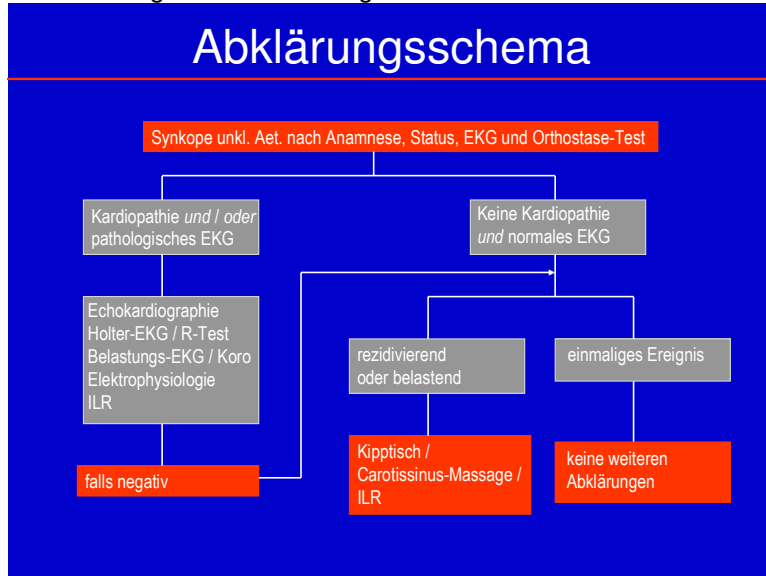 Abklärungsschema
Synkope unkl. Aet. nach Anamnese, Status, EKG und Orthostase-Test
Kardiopathie und / oder
pathologisches EKG
Keine Kardiopathie
und normales EKG
Echokardiographie
Holter-EKG / R-Test
Belastungs-EKG / Koro
Elektrophysiologie
ILR
rezidivierend
oder belastend
einmaliges Ereignis
falls negativ
Kipptisch /
Carotissinus-Massage /
ILR
keine weiteren
Abklärungen